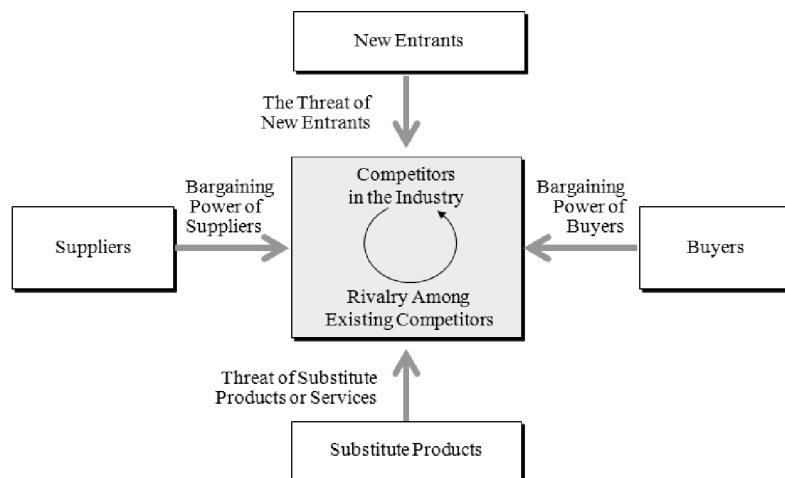 New Entrants
The Threat of
New Entrants
Competitors
in the Industry
Bargaining
Power of
Suppliers
Bargaining
Power of
Buyers
Suppliers
Buyers
Rivalry Among
Existing Competitors
Threat of Substitute
Products or Services
Substitute Products